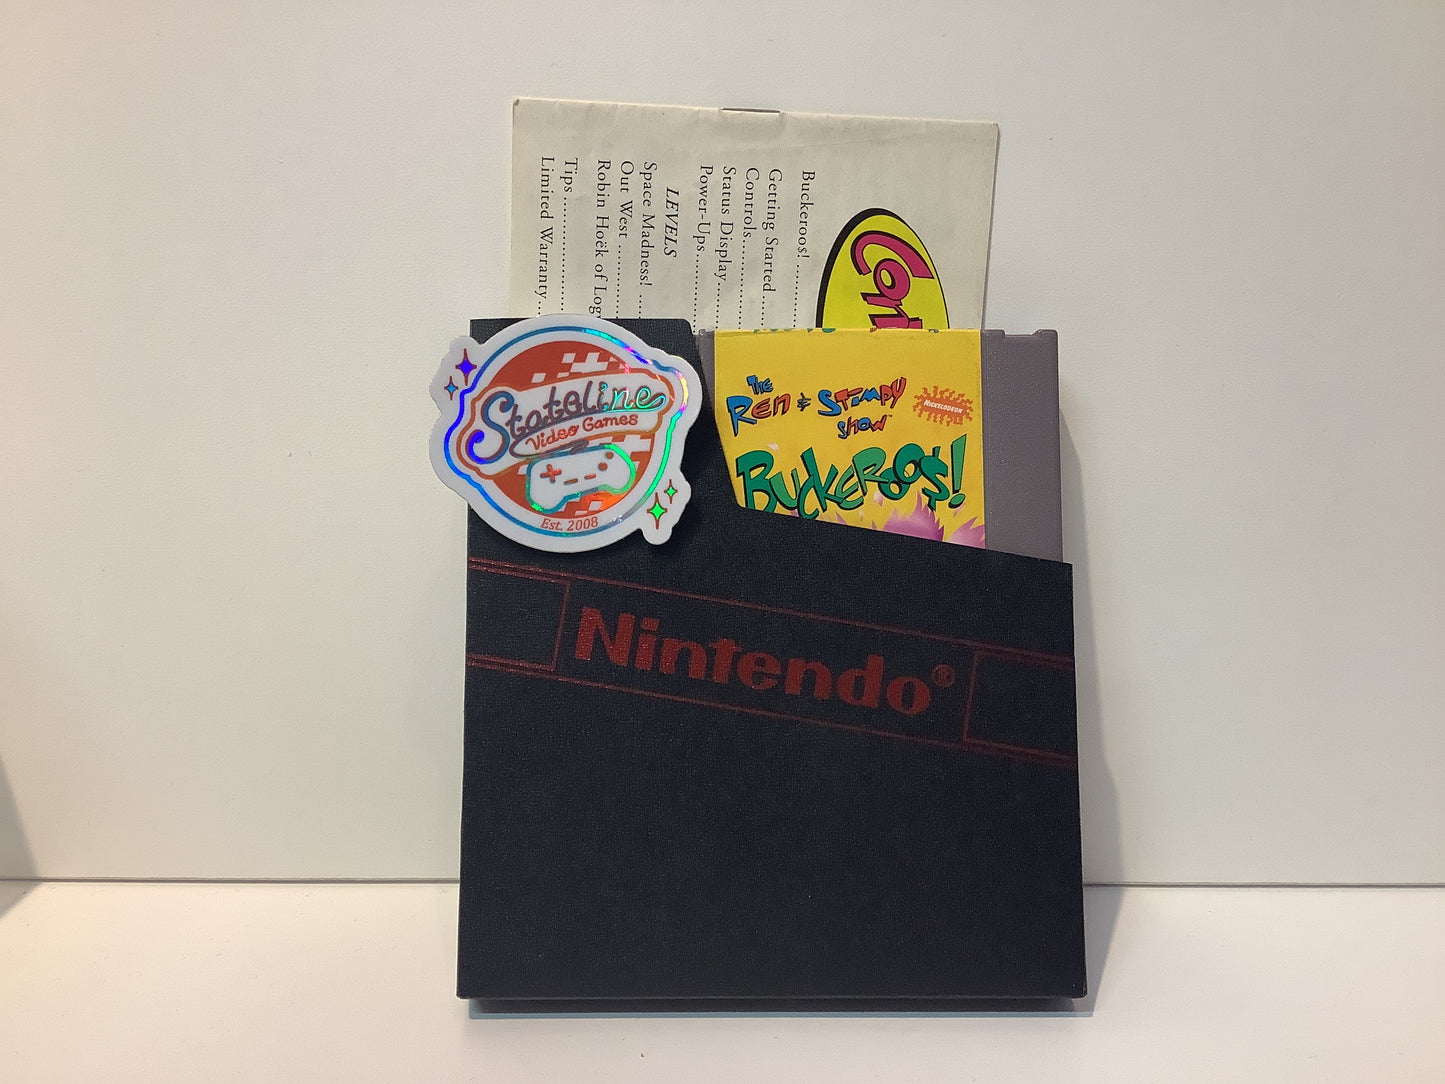 Buckeroos! ..........
Getting Started .....
Controls ............
Status Display ......
Power-Ups ..........
LEVELS
Space Madness! ...
Out West ..........
Robin Hoëk of
Tips ................
Limited Warranty ...
Stateline
Video Games
Est. 2008
The
Ren & Stimpy
Show™
NICKELODEON
BUCKEROO$!
Nintendo®